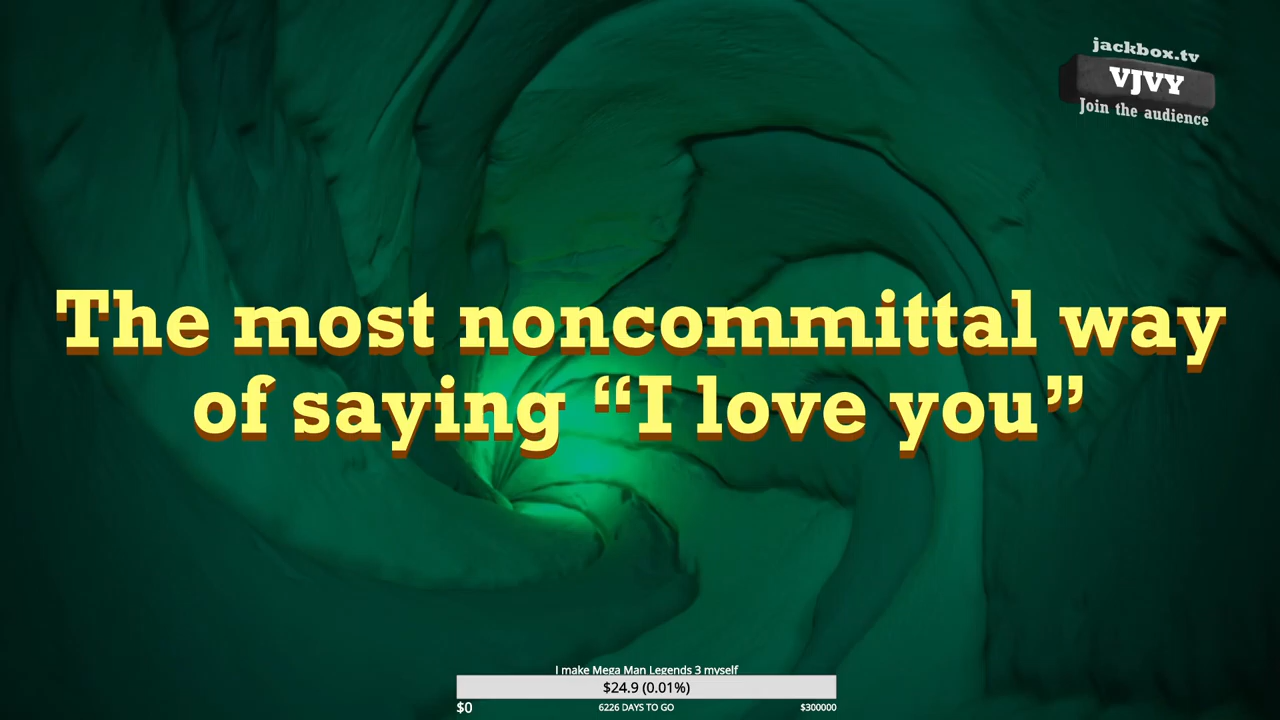 jackbox.tv
VJVY
Join the audience
The most noncommittal way
of saying “I love you”
I make Mega Man Legends 3 myself
$24.9 (0.01%)
$0 6226 DAYS TO GO $300000